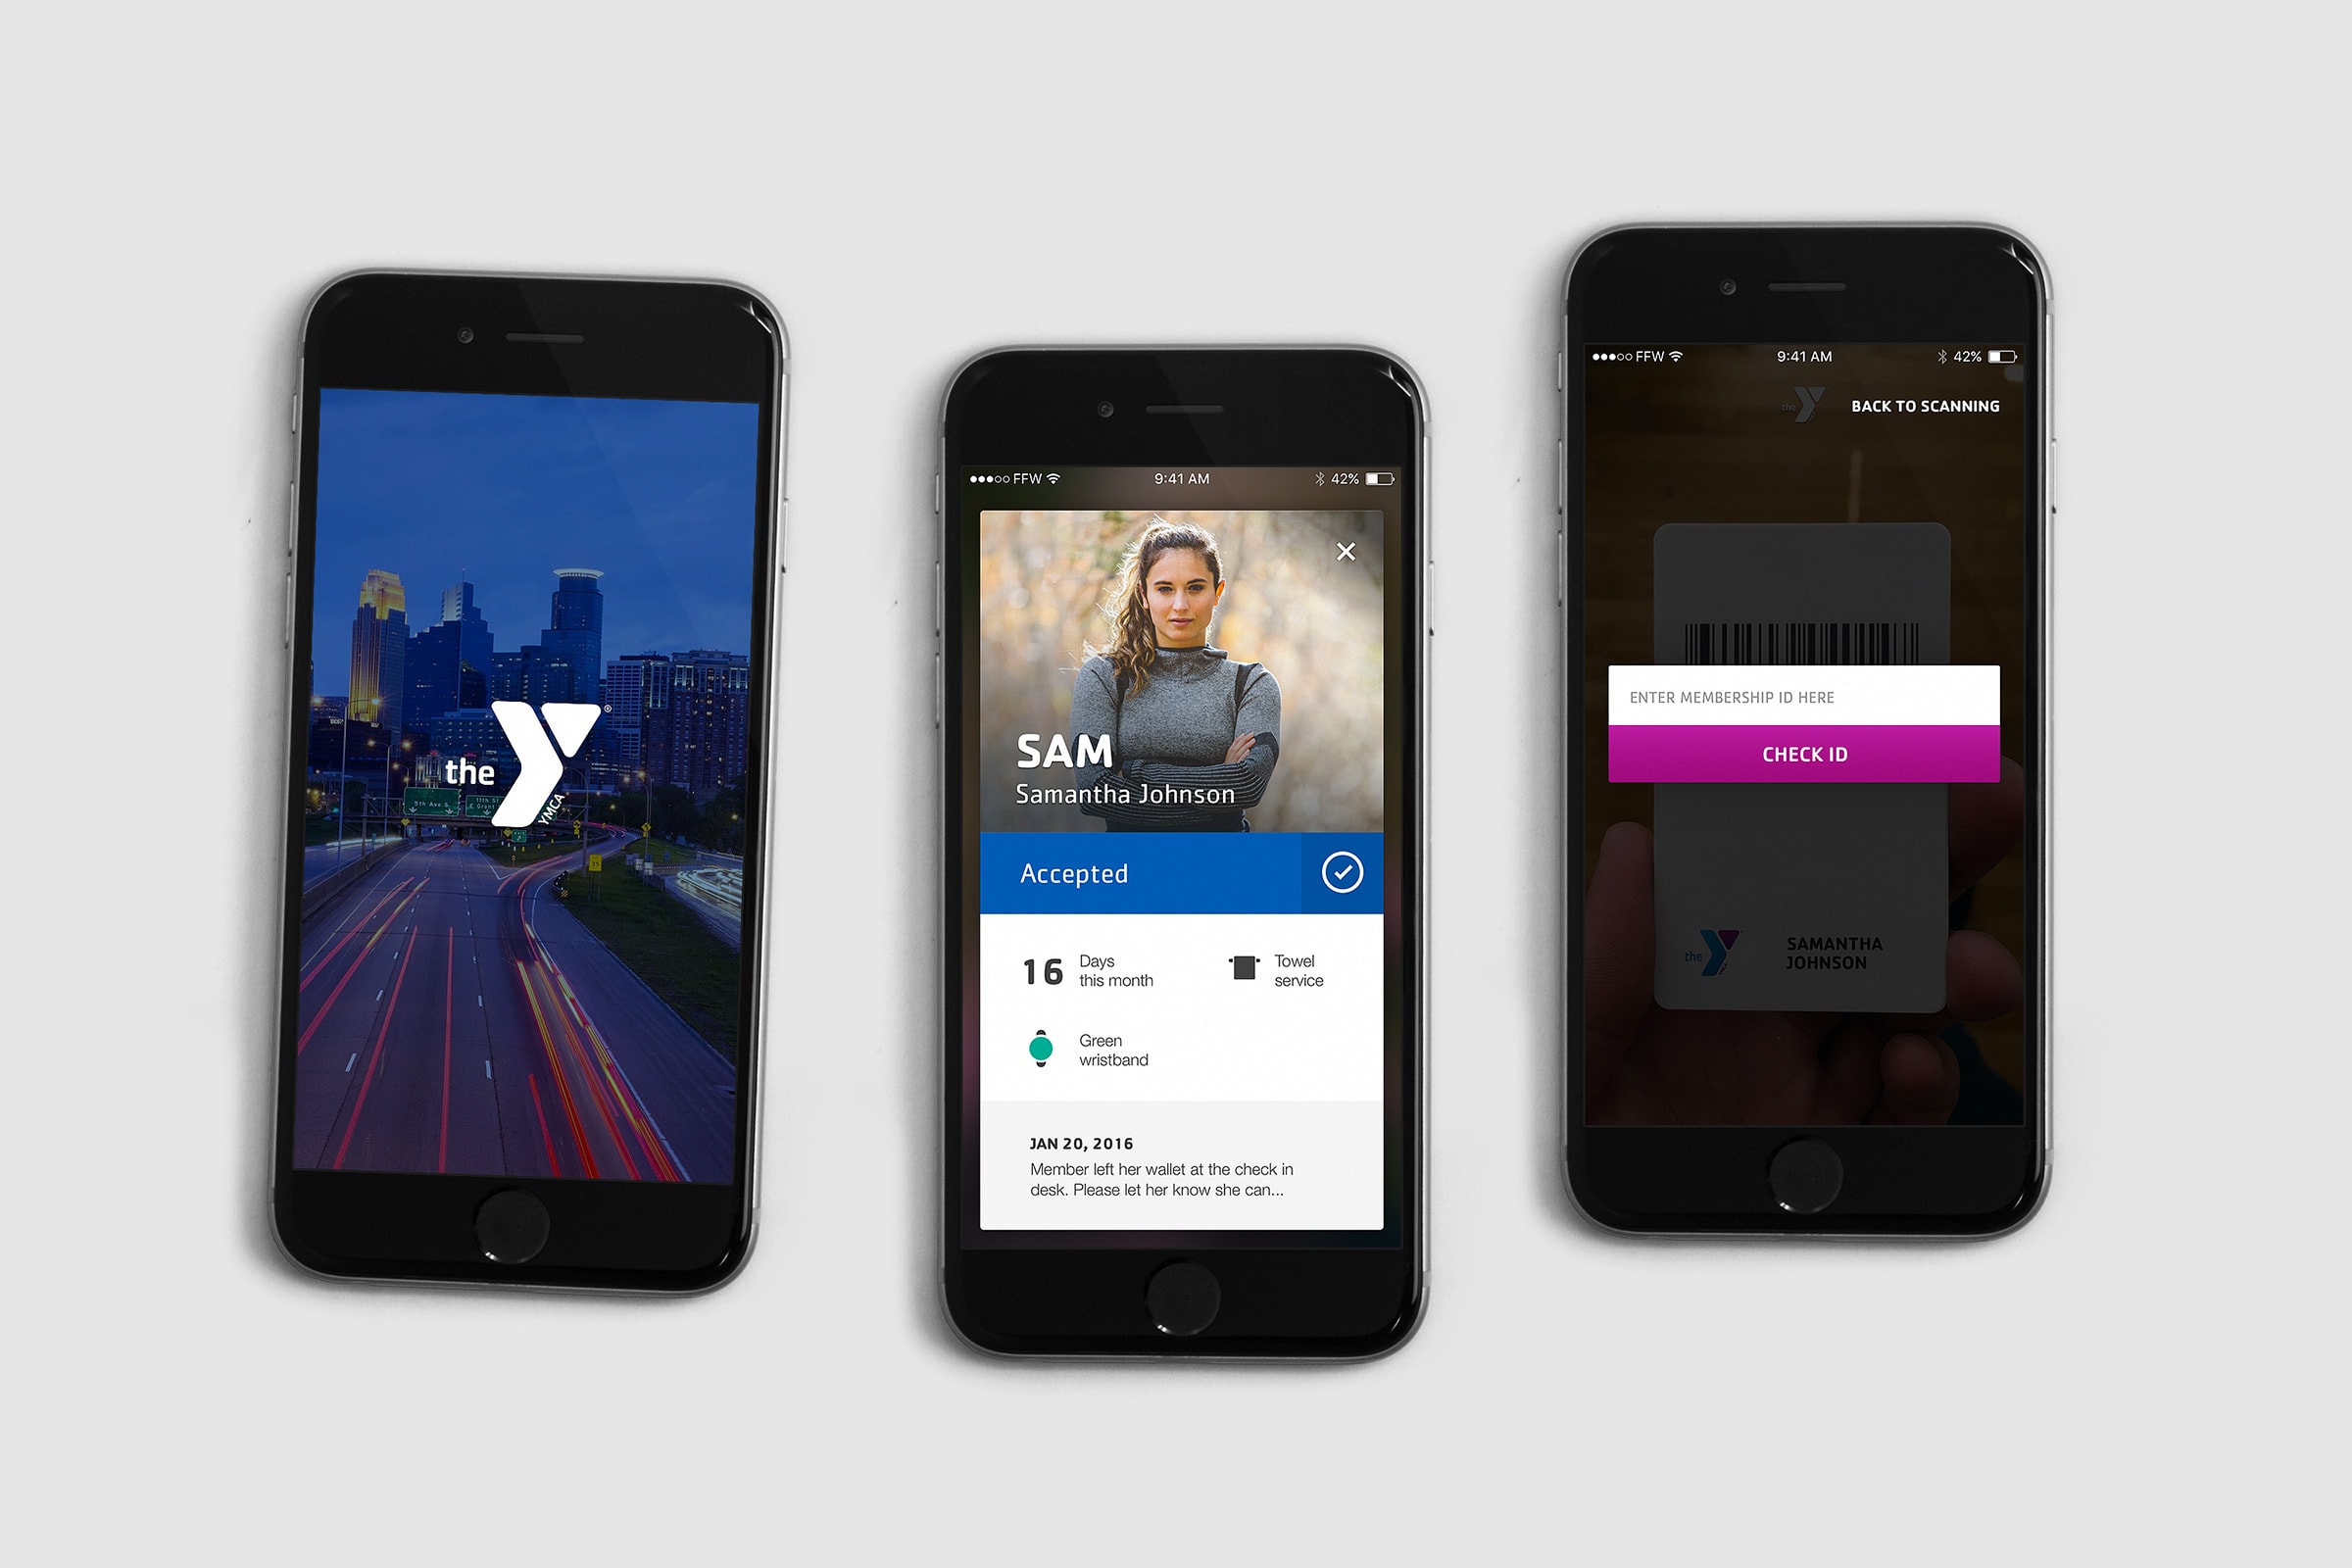 the
YMCA
®
●●●○○ FFW
9:41 AM
42%
SAM
Samantha Johnson
Accepted
16
Days
this month
Towel
service
Green
wristband
JAN 20, 2016
Member left her wallet at the check in
desk. Please let her know she can...
●●●○○ FFW
9:41 AM
42%
the
BACK TO SCANNING
ENTER MEMBERSHIP ID HERE
CHECK ID
the
SAMANTHA
JOHNSON